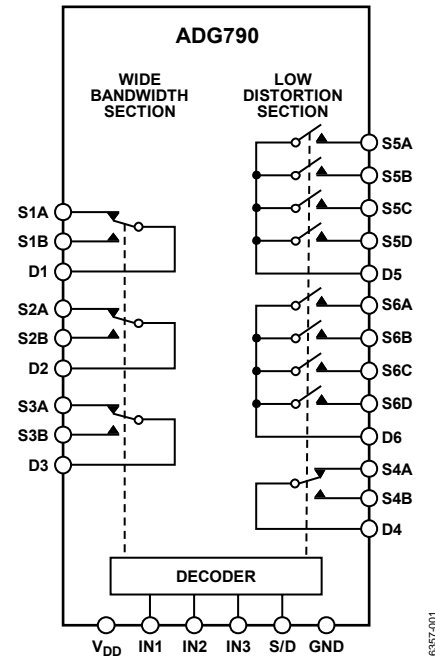 ADG790
WIDE
BANDWIDTH
SECTION
LOW
DISTORTION
SECTION
S1A
S1B
D1
S2A
S2B
D2
S3A
S3B
D3
S5A
S5B
S5C
S5D
D5
S6A
S6B
S6C
S6D
D6
S4A
S4B
D4
DECODER
VDD IN1 IN2 IN3 S/D GND
6357-001